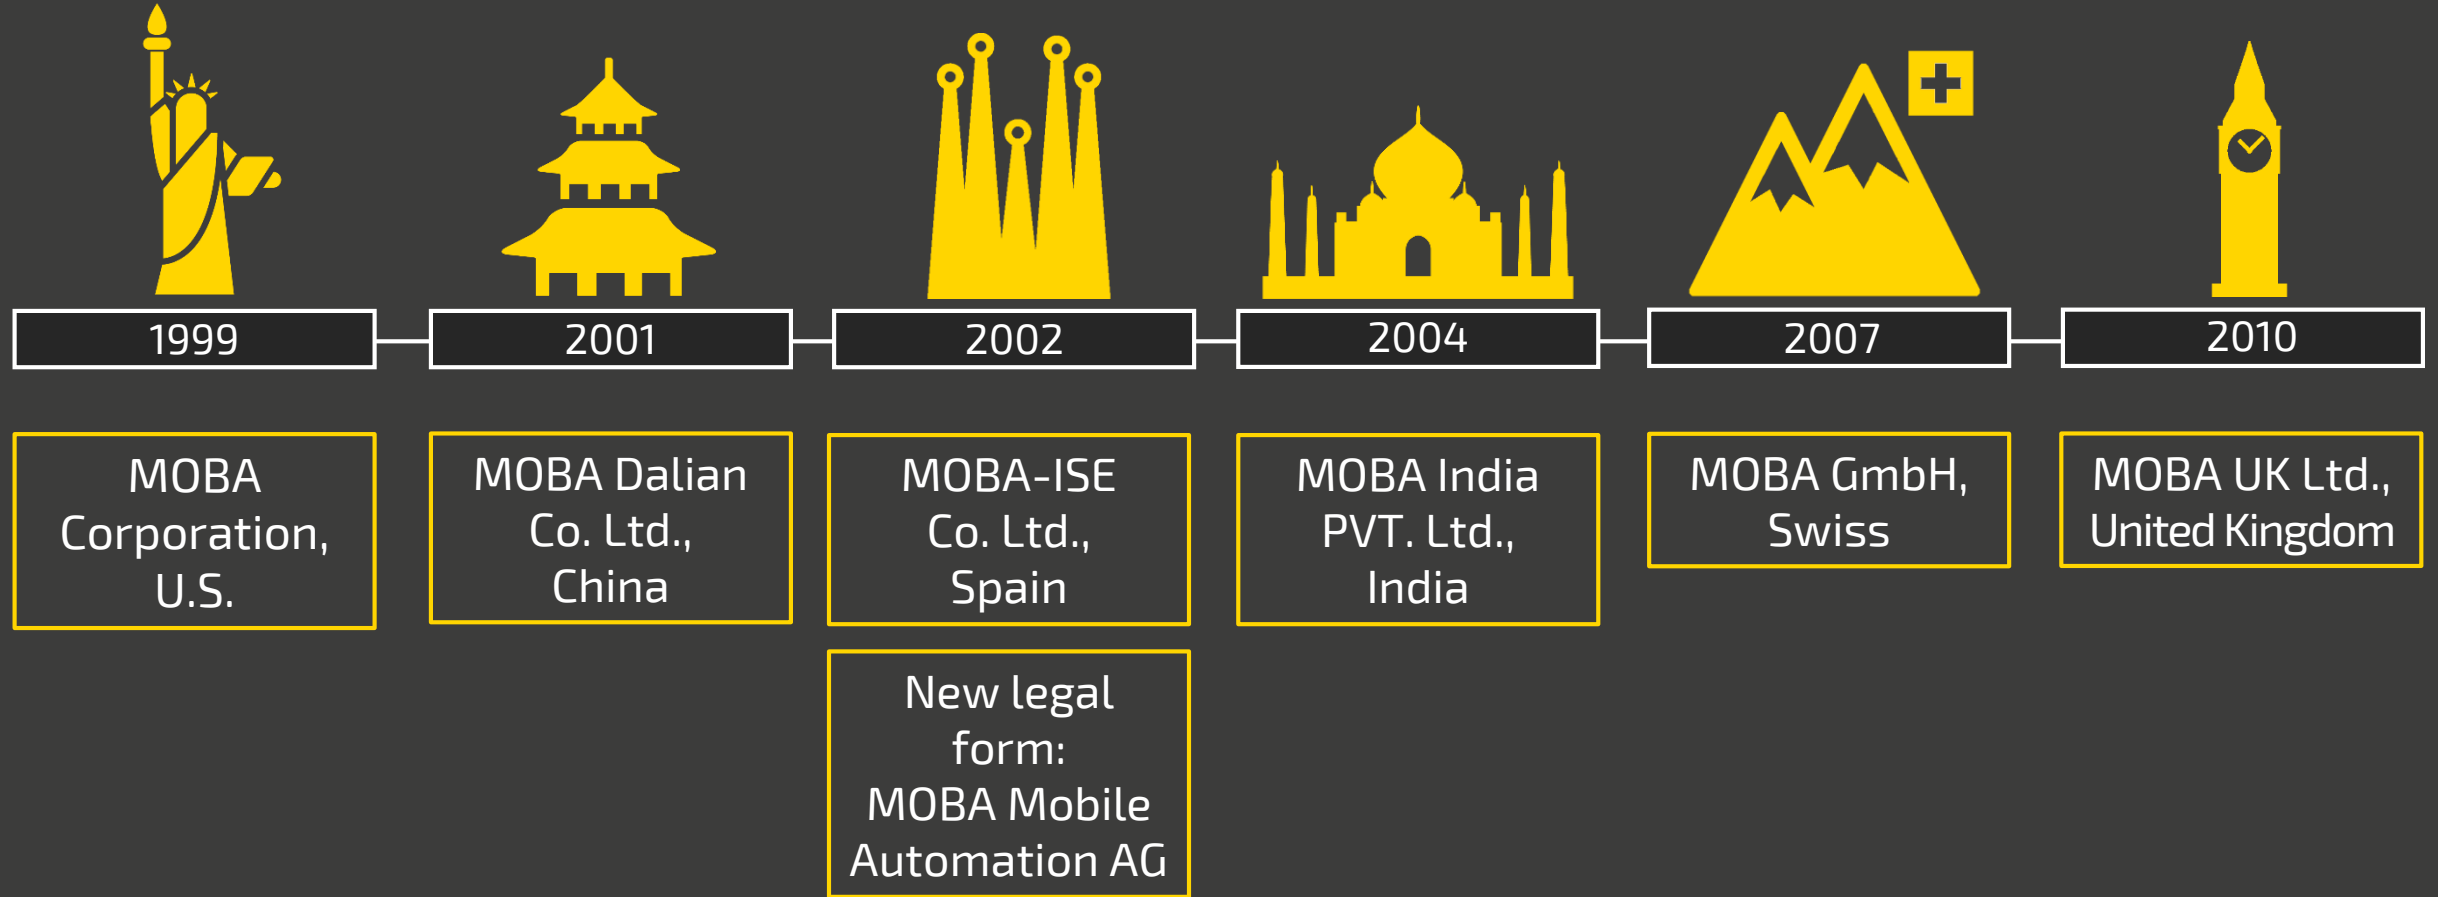 1999
2001
2002
2004
2007
2010
MOBA
Corporation,
U.S.
MOBA Dalian
Co. Ltd.,
China
MOBA-ISE
Co. Ltd.,
Spain
New legal
form:
MOBA Mobile
Automation AG
MOBA India
PVT. Ltd.,
India
MOBA GmbH,
Swiss
MOBA UK Ltd.,
United Kingdom